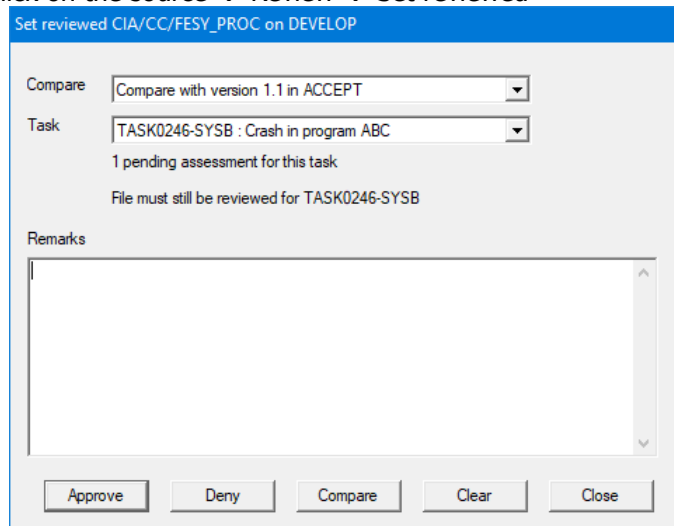 Set reviewed CIA/CC/FESY_PROC on DEVELOP
Compare
Compare with version 1.1 in ACCEPT
Task
TASK0246-SYSB : Crash in program ABC
1 pending assessment for this task
File must still be reviewed for TASK0246-SYSB
Remarks
Approve Deny Compare Clear Close